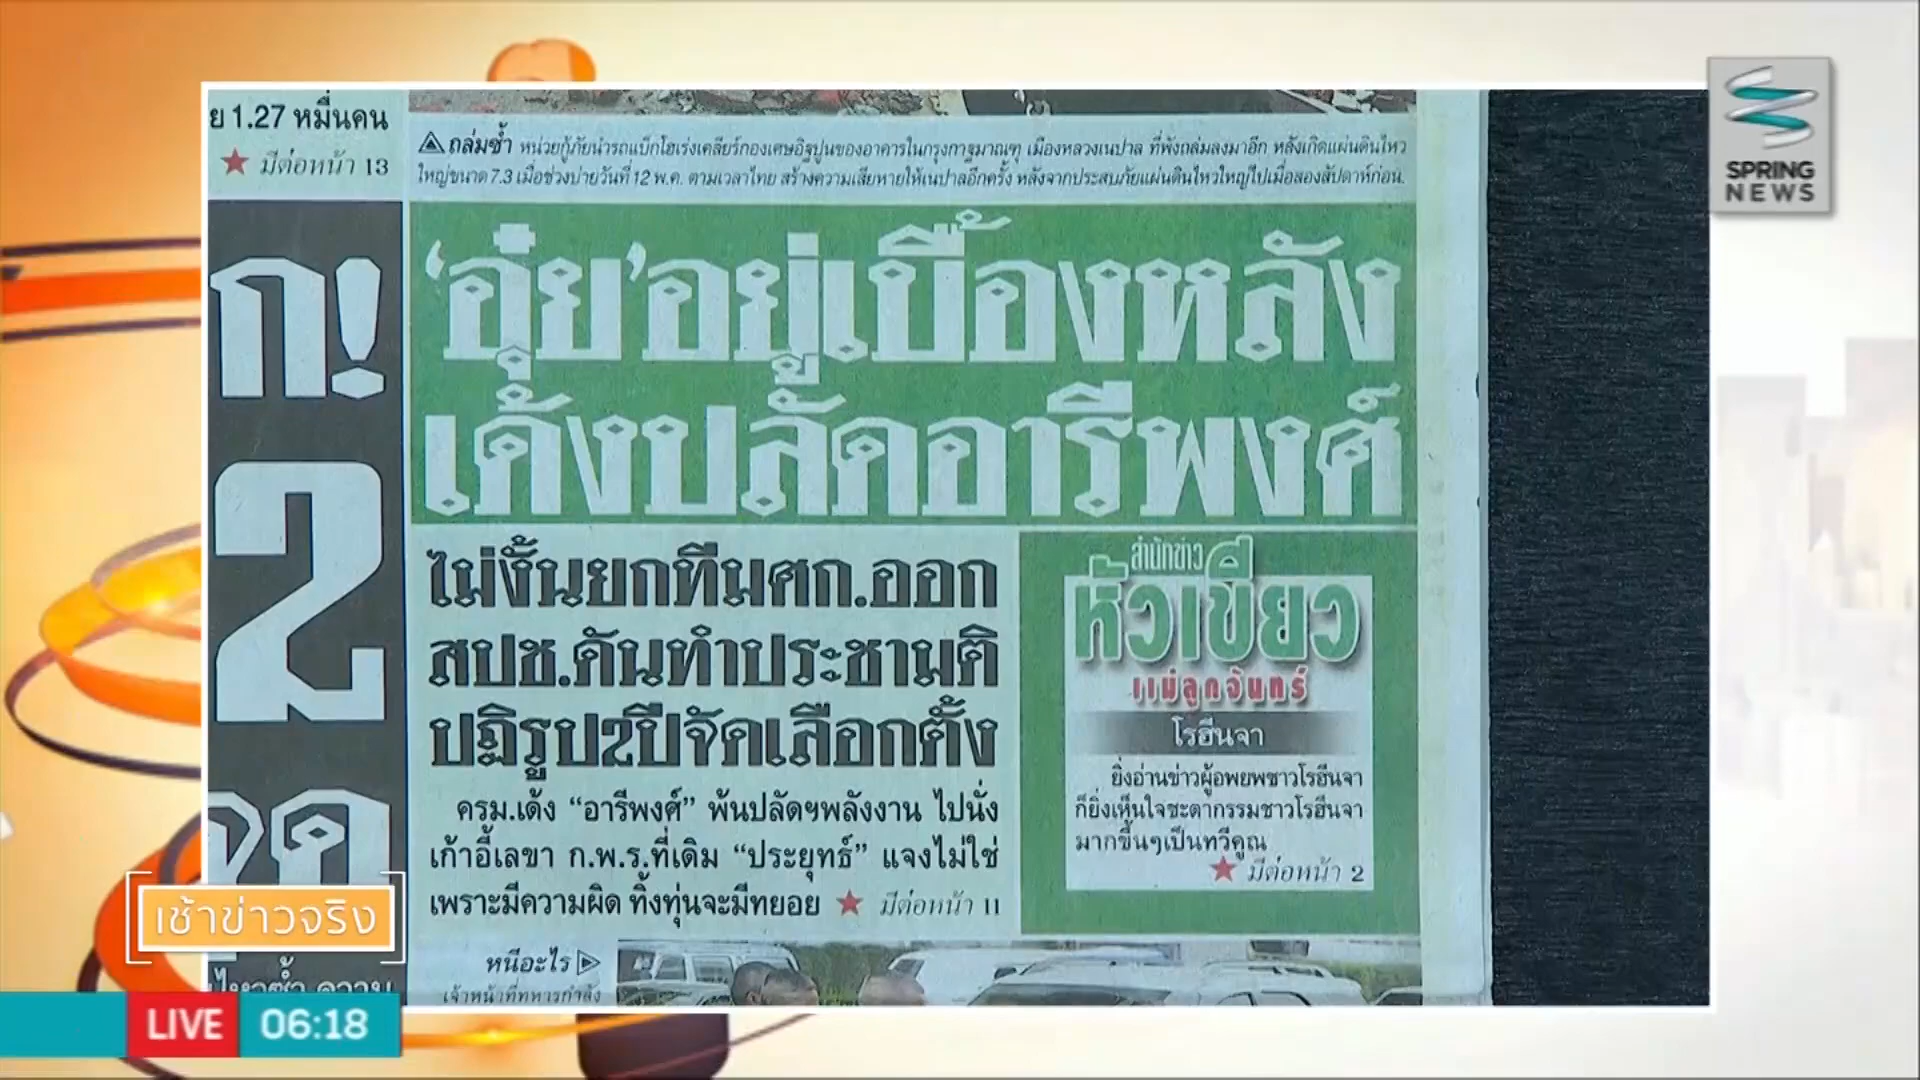 ย 1.27 หมื่นคน
★ มีต่อหน้า 13
ก!
2
ถล่มซ้ำ หน่วยกู้ภัยนำรถแบ็กโฮเร่งเคลียร์กองเศษอิฐปูนของอาคารในกรุงกาฐมาณฑุ เมืองหลวงเนปาล ที่พังถล่มลงมาอีก หลังเกิดแผ่นดินไหว
ใหญ่ขนาด 7.3 เมื่อช่วงบ่ายวันที่ 12 พ.ค. ตามเวลาไทย สร้างความเสียหายให้เนปาลอีกครั้ง หลังจากประสบภัยแผ่นดินไหวใหญ่ไปเมื่อสองสัปดาห์ก่อน.
‘อุ๋ย’อยู่เบื้องหลัง
เด้งปลัดอารีพงศ์
ไม่งั้นยกทีมศก.ออก
สปช.ดันทำประชามติ
ปฏิรูป2ปีจัดเลือกตั้ง
ครม.เด้ง “อารีพงศ์” พ้นปลัดฯพลังงาน ไปนั่ง
เก้าอี้เลขา ก.พ.ร.ที่เดิม “ประยุทธ์” แจงไม่ใช่
เพราะมีความผิด ทิ้งทุ่นจะมีทยอย ★ มีต่อหน้า 11
สำนักข่าว
หัวเขียว
แม่ลูกจันทร์
โรฮีนจา
ยิ่งอ่านข่าวผู้อพยพชาวโรฮีนจา
ก็ยิ่งเห็นใจชะตากรรมชาวโรฮีนจา
มากขึ้นๆเป็นทวีคูณ
★ มีต่อหน้า 2
หนีอะไร
เจ้าหน้าที่ทหารกำลัง
SPRING
NEWS
เช้าข่าวจริง
LIVE 06:18